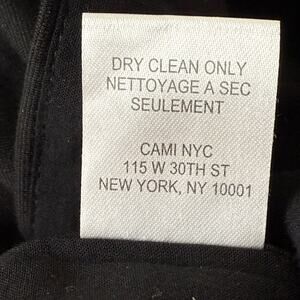 DRY CLEAN ONLY
NETTOYAGE A SEC
SEULEMENT
CAMI NYC
115 W 30TH ST
NEW YORK, NY 10001